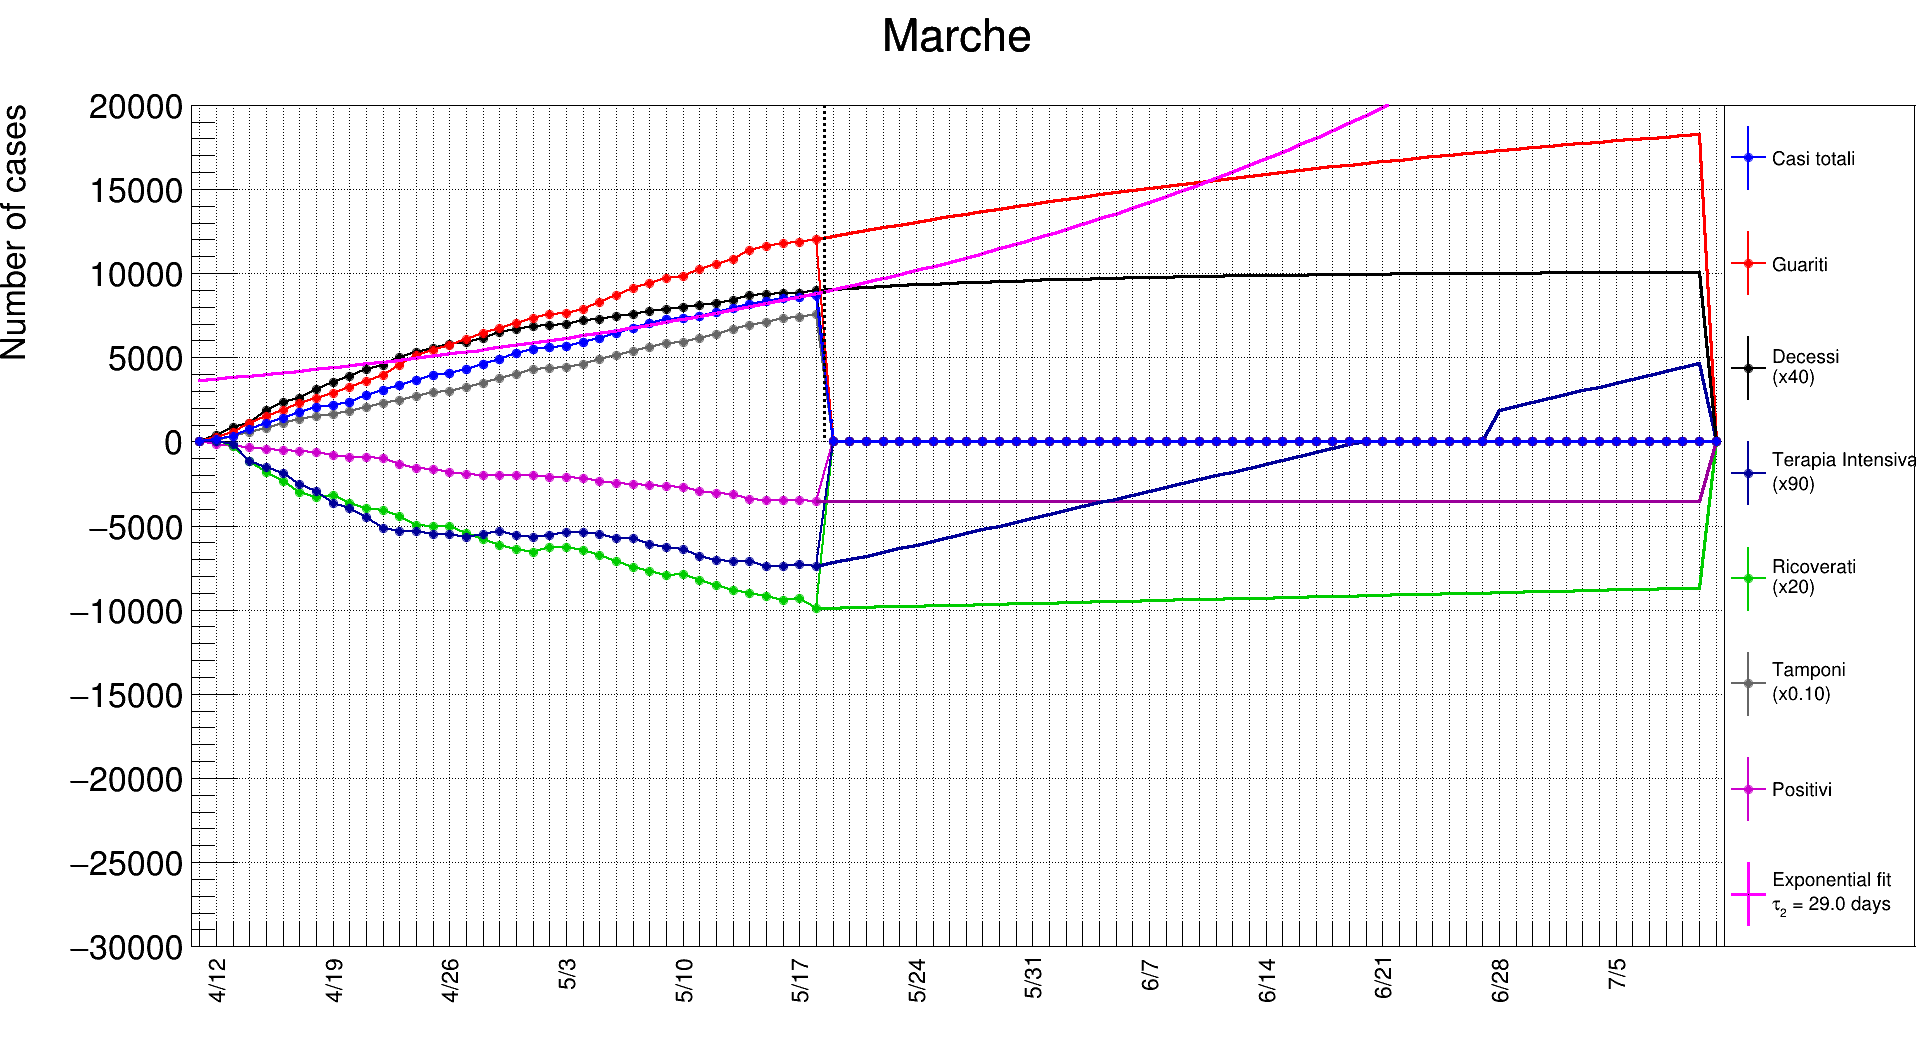 Marche
Number of cases
20000
15000
10000
5000
0
−5000
−10000
−15000
−20000
−25000
−30000
4/12
4/19
4/26
5/3
5/10
5/17
5/24
5/31
6/7
6/14
6/21
6/28
7/5
Casi totali
Guariti
Decessi
(x40)
Terapia Intensiva
(x90)
Ricoverati
(x20)
Tamponi
(x0.10)
Positivi
Exponential fit
τ2 = 29.0 days